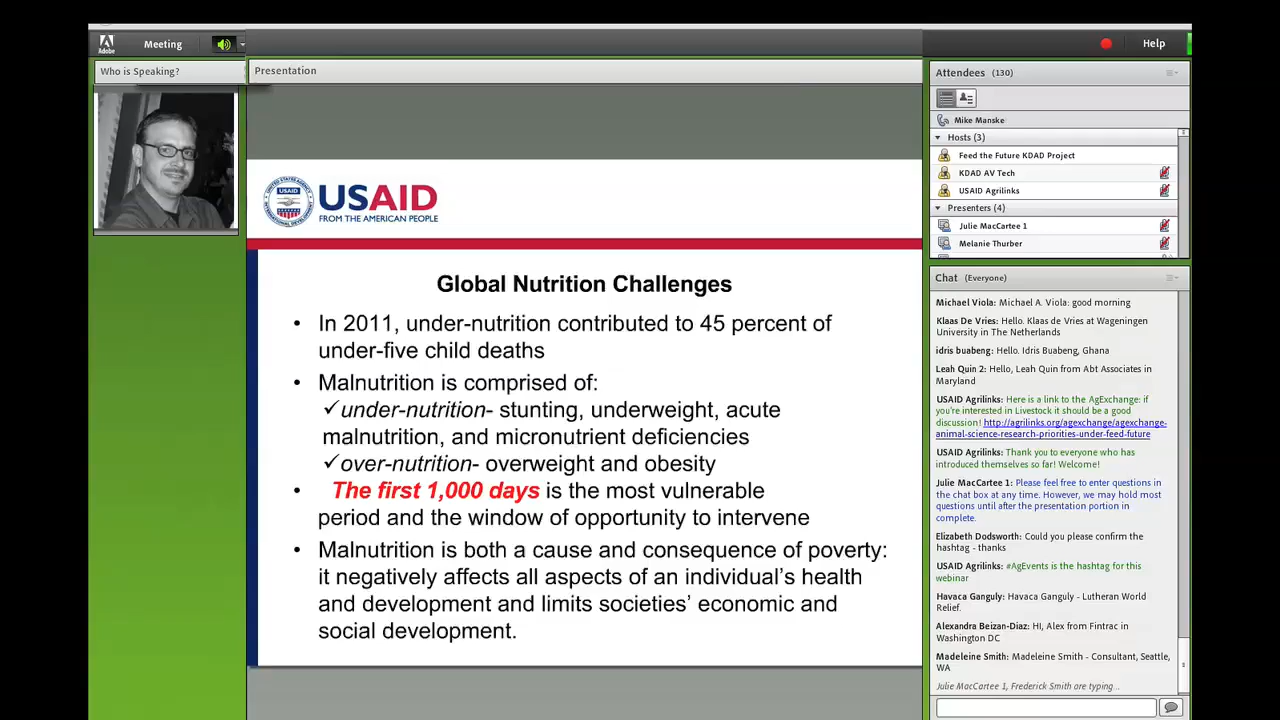 Adobe
Meeting
Help
Who is Speaking?
Presentation
USAID
USAID
FROM THE AMERICAN PEOPLE
Global Nutrition Challenges
• In 2011, under-nutrition contributed to 45 percent of
under-five child deaths
• Malnutrition is comprised of:
✓under-nutrition- stunting, underweight, acute
malnutrition, and micronutrient deficiencies
✓over-nutrition- overweight and obesity
• The first 1,000 days is the most vulnerable
period and the window of opportunity to intervene
• Malnutrition is both a cause and consequence of poverty:
it negatively affects all aspects of an individual's health
and development and limits societies' economic and
social development.
Attendees (130)
Mike Manske
Hosts (3)
Feed the Future KDAD Project
KDAD AV Tech
USAID Agrilinks
Presenters (4)
Julie MacCartee 1
Melanie Thurber
Chat (Everyone)
Michael Viola: Michael A. Viola: good morning
Klaas De Vries: Hello. Klaas de Vries at Wageningen
University in The Netherlands
idris buabeng: Hello. Idris Buabeng, Ghana
Leah Quin 2: Hello, Leah Quin from Abt Associates in
Maryland
USAID Agrilinks: Here is a link to the AgExchange: if
you're interested in Livestock it should be a good
discussion! http://agrilinks.org/agexchange/agexchange-
animal-science-research-priorities-under-feed-future
USAID Agrilinks: Thank you to everyone who has
introduced themselves so far! Welcome!
Julie MacCartee 1: Please feel free to enter questions in
the chat box at any time. However, we may hold most
questions until after the presentation portion in
complete.
Elizabeth Dodsworth: Could you please confirm the
hashtag - thanks
USAID Agrilinks: #AgEvents is the hashtag for this
webinar
Havaca Ganguly: Havaca Ganguly - Lutheran World
Relief.
Alexandra Beizan-Diaz: HI, Alex from Fintrac in
Washington DC
Madeleine Smith: Madeleine Smith - Consultant, Seattle,
WA
Julie MacCartee 1, Frederick Smith are typing...